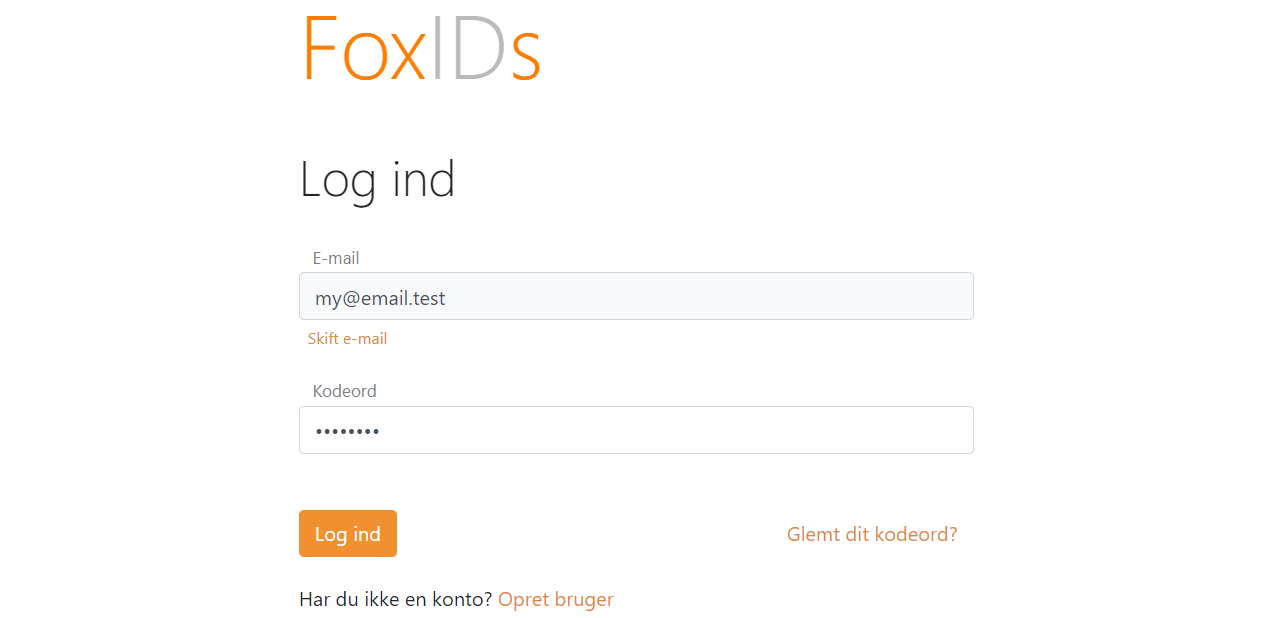 FoxIDs
Log ind
E-mail
my@email.test
Skift e-mail
Kodeord
••••••••
Log ind
Glemt dit kodeord?
Har du ikke en konto? Opret bruger